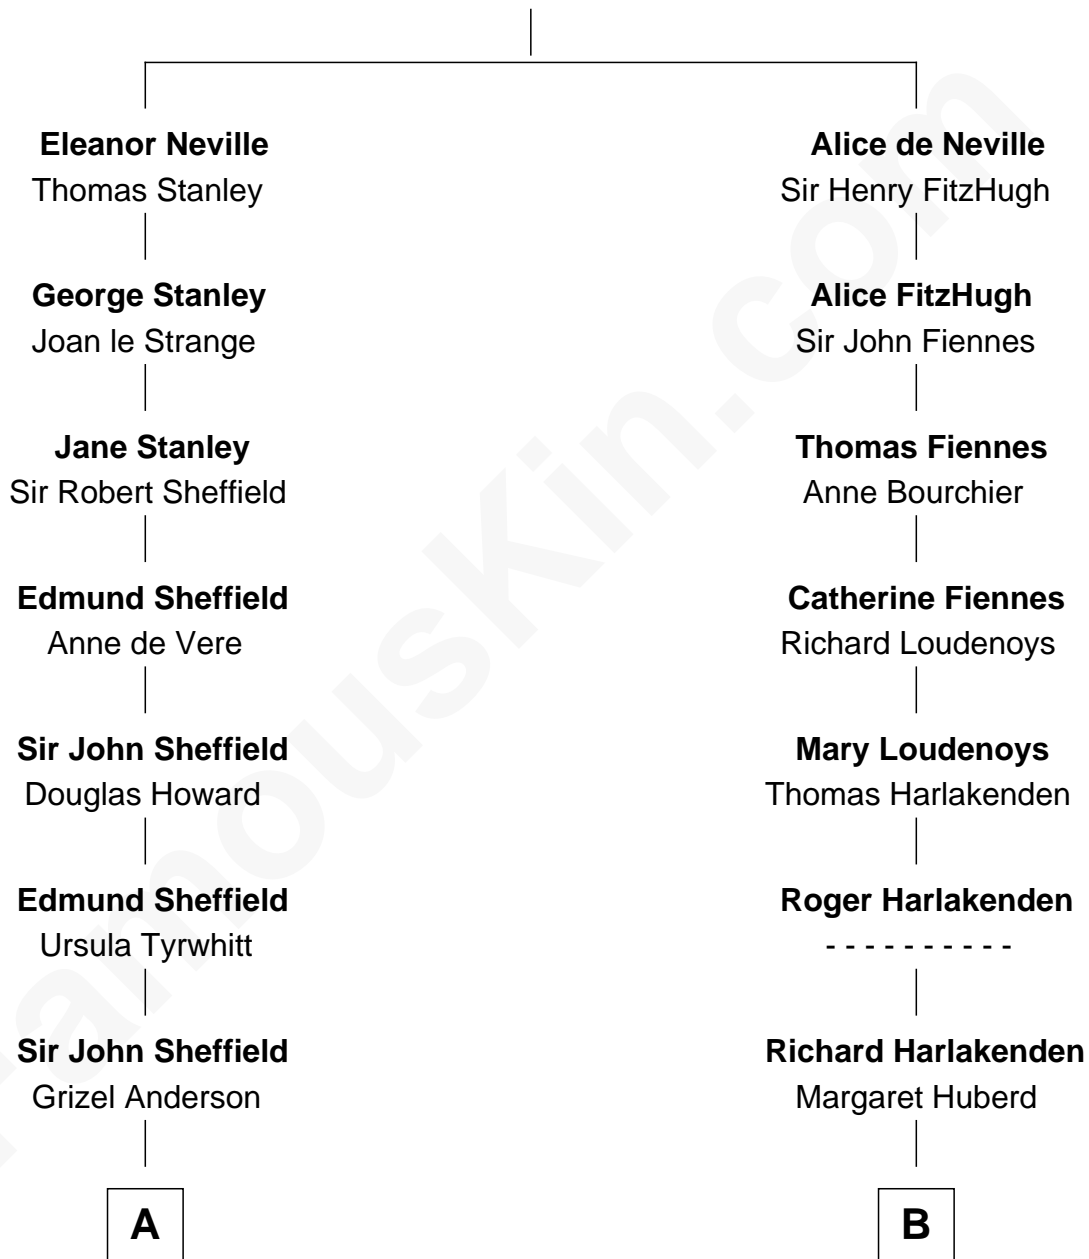 Eleanor Neville
Thomas Stanley
George Stanley
Joan le Strange
Jane Stanley
Sir Robert Sheffield
Edmund Sheffield
Anne de Vere
Sir John Sheffield
Douglas Howard
Edmund Sheffield
Ursula Tyrwhitt
Sir John Sheffield
Grizel Anderson
A
Alice de Neville
Sir Henry FitzHugh
Alice FitzHugh
Sir John Fiennes
Thomas Fiennes
Anne Bourchier
Catherine Fiennes
Richard Loudenoys
Mary Loudenoys
Thomas Harlakenden
Roger Harlakenden
- - - - - - - - - -
Richard Harlakenden
Margaret Huberd
B
FamousKin.com